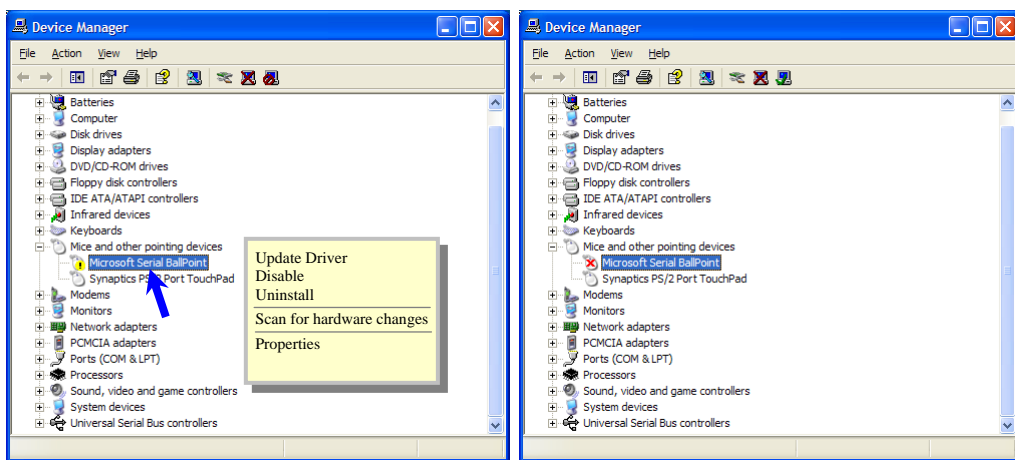 Device Manager
File Action View Help
Batteries
Computer
Disk drives
Display adapters
DVD/CD-ROM drives
Floppy disk controllers
IDE ATA/ATAPI controllers
Infrared devices
Keyboards
Mice and other pointing devices
Microsoft Serial BallPoint
Synaptics PS/2 Port TouchPad
Modems
Monitors
Network adapters
PCMCIA adapters
Ports (COM & LPT)
Processors
Sound, video and game controllers
System devices
Universal Serial Bus controllers
Update Driver
Disable
Uninstall
Scan for hardware changes
Properties
Device Manager
File Action View Help
Batteries
Computer
Disk drives
Display adapters
DVD/CD-ROM drives
Floppy disk controllers
IDE ATA/ATAPI controllers
Infrared devices
Keyboards
Mice and other pointing devices
Microsoft Serial BallPoint
Synaptics PS/2 Port TouchPad
Modems
Monitors
Network adapters
PCMCIA adapters
Ports (COM & LPT)
Processors
Sound, video and game controllers
System devices
Universal Serial Bus controllers